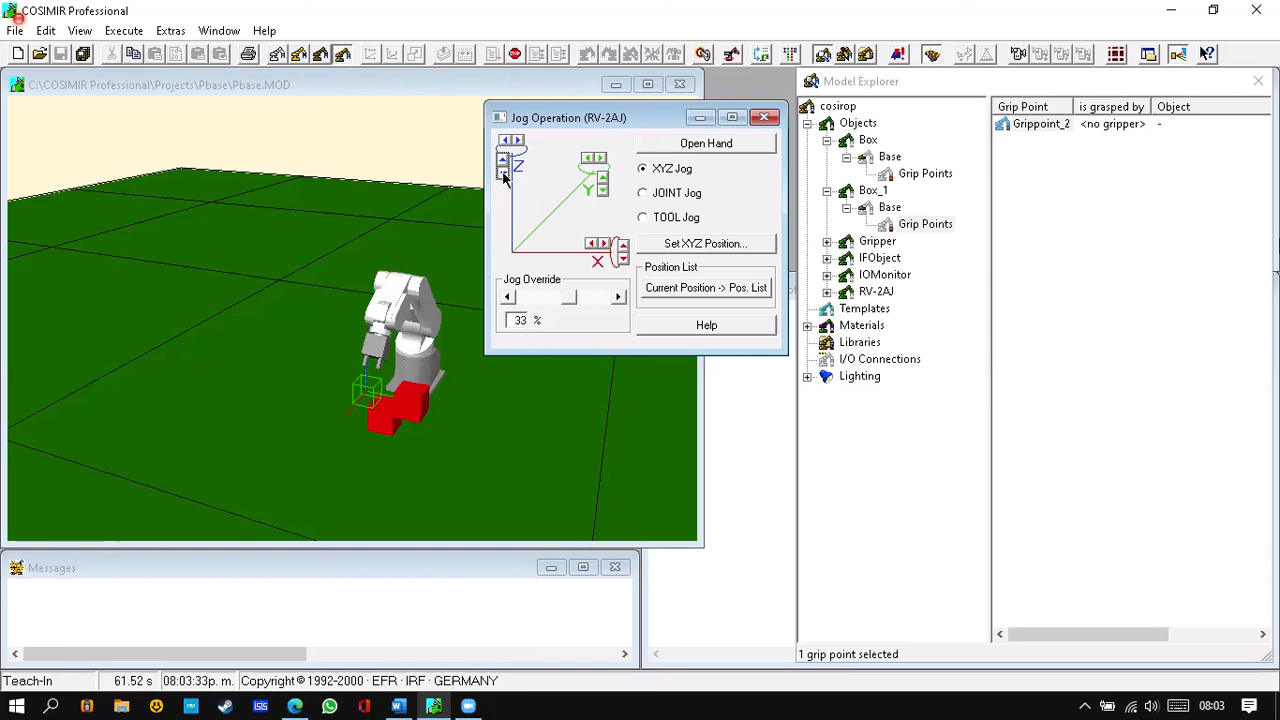 COSIMIR Professional
File Edit View Execute Extras Window Help
C:\COSIMIR Professional\Projects\Pbase\Pbase.MOD
Jog Operation (RV-2AJ)
Z
Y
X
Open Hand
XYZ Jog
JOINT Jog
TOOL Jog
Set XYZ Position...
Jog Override
33 %
Position List
Current Position -> Pos. List
Help
Model Explorer
cosirop
Objects
Box
Base
Grip Points
Box_1
Base
Grip Points
Gripper
IFObject
IOMonitor
RV-2AJ
Templates
Materials
Libraries
I/O Connections
Lighting
Grip Point is grasped by Object
Grippoint_2 <no gripper> -
1 grip point selected
Messages
Teach-In 61.52 s 08:03:33p. m. Copyright © 1992-2000 - EFR - IRF - GERMANY
08:03